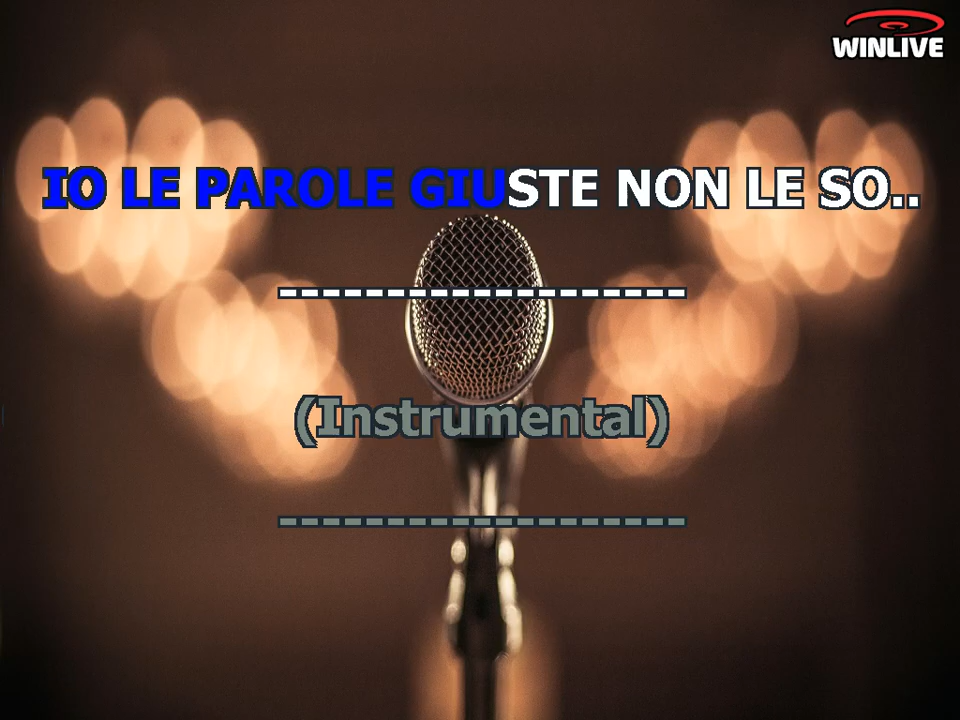 WINLIVE
IO LE PAROLE GIUSTE NON LE SO..
-------------------
(Instrumental)
-------------------